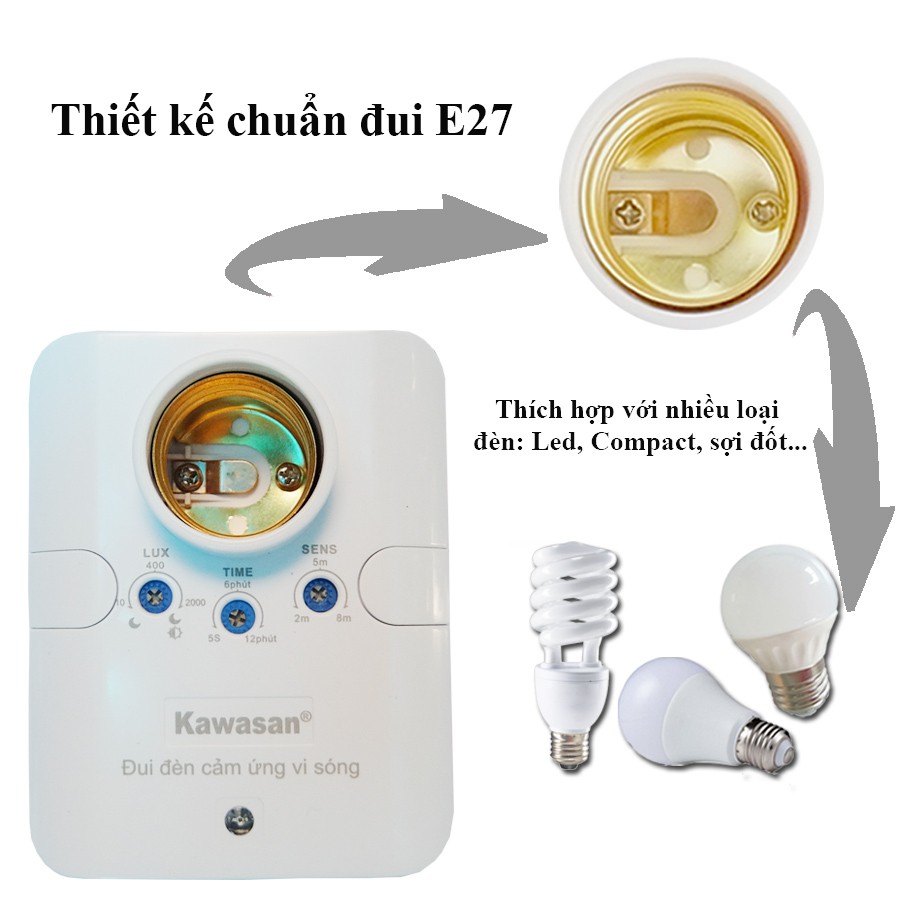 Thiết kế chuẩn đui E27
Thích hợp với nhiều loại
đèn: Led, Compact, sợi đốt...
LUX
400
10
2000
TIME
6phút
5S
12phút
SENS
5m
2m
8m
Kawasan®
Đui đèn cảm ứng vi sóng